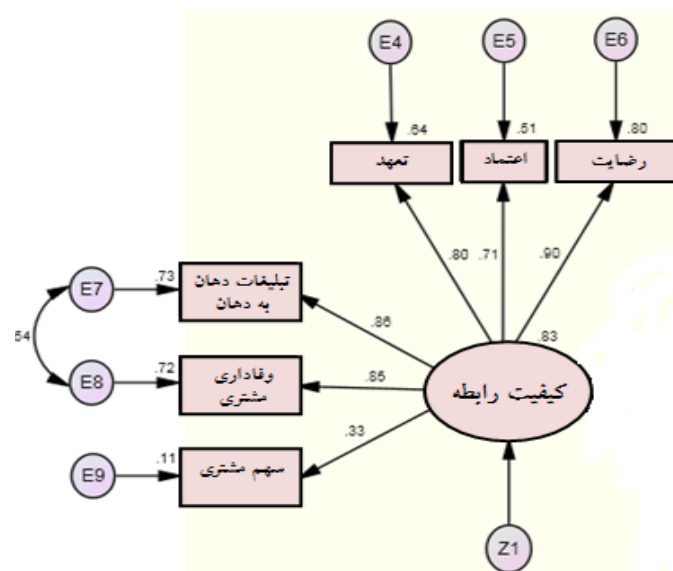 E4
E5
E6
.64
.51
.80
تعهد
اعتماد
رضایت
.80
.71
.90
E7
.73
تبلیغات دهان
به دهان
.86
.83
54
E8
.72
وفاداری
مشتری
.85
کیفیت رابطه
.33
E9
.11
سهم مشتری
Z1